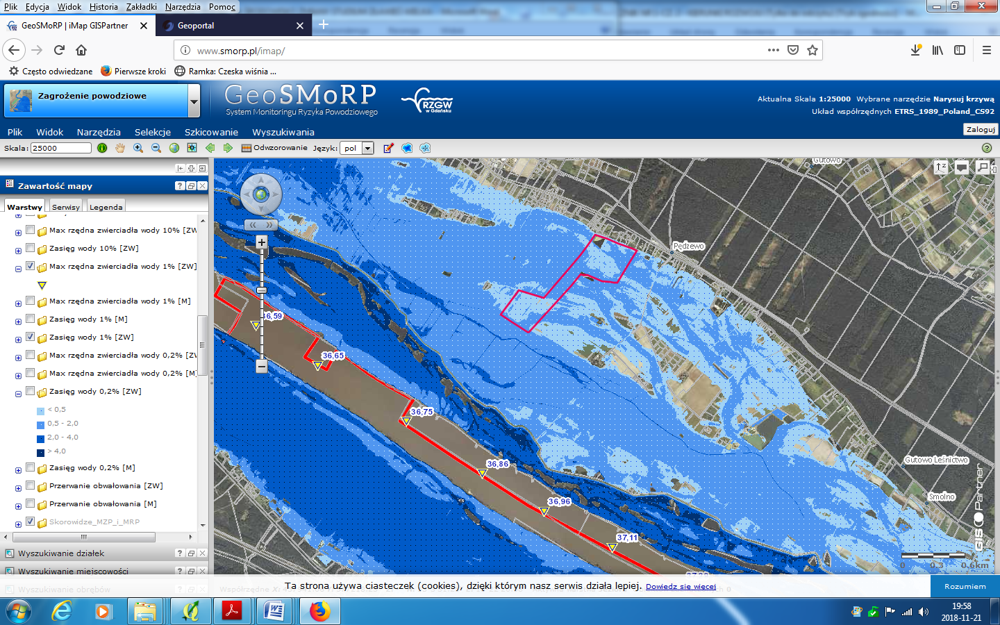 Plik Edycja Widok Historia Zakładki Narzędzia Pomoc
GeoSMoRP | iMap GISPartner
Geoportal
www.smorp.pl/imap/
Często odwiedzane Pierwsze kroki Ramka: Czeska wiśnia ...
Zagrożenie powodziowe
GeoSMoRP
System Monitoringu Ryzyka Powodziowego
RZGW
w Gdańsku
Aktualna Skala 1:25000 Wybrane narzędzie Narysuj krzywą
Układ współrzędnych ETRS_1989_Poland_CS92
Plik Widok Narzędzia Selekcje Szkicowanie Wyszukiwania
Zaloguj
Skala: 25000 Odwzorowanie Język: pol
Zawartość mapy
Warstwy Serwisy Legenda
Max rzędna zwierciadła wody 10% [ZW
Zasięg wody 10% [ZW]
Max rzędna zwierciadła wody 1% [ZW]
Max rzędna zwierciadła wody 1% [M]
Zasięg wody 1% [M]
Zasięg wody 1% [ZW]
Max rzędna zwierciadła wody 0,2% [ZV
Max rzędna zwierciadła wody 0,2% [M]
Zasięg wody 0,2% [ZW]
< 0,5
0,5 - 2,0
2,0 - 4,0
> 4,0
Zasięg wody 0,2% [M]
Przerwanie obwałowania [ZW]
Przerwanie obwałowania [M]
Skorowidze_MZP_i_MRP
Wyszukiwanie działek
Wyszukiwanie miejscowości
Wyszukiwanie obrębów
Gutowo
Pędzewo
36,59
36,65
36,75
36,86
36,96
37,11
Gutowo Leśnictwo
Smolno
GIS Partner
0 0.3 0.6km
Współrzędne X:
Ta strona używa ciasteczek (cookies), dzięki którym nasz serwis działa lepiej. Dowiedz się więcej
Rozumiem
19:58
2018-11-21